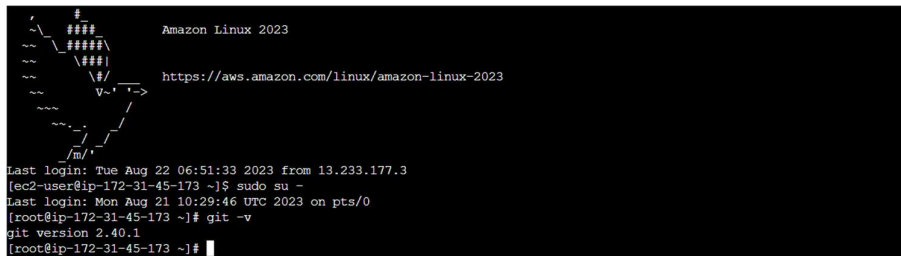 ,     #_
   ~\_  ####_        Amazon Linux 2023
  ~~  \_#####\
  ~~     \###|
  ~~       \#/ ___   https://aws.amazon.com/linux/amazon-linux-2023
   ~~       V~' '->
    ~~~         /
      ~~._.   _/
         _/ _/
       _/m/'
Last login: Tue Aug 22 06:51:33 2023 from 13.233.177.3
[ec2-user@ip-172-31-45-173 ~]$ sudo su -
Last login: Mon Aug 21 10:29:46 UTC 2023 on pts/0
[root@ip-172-31-45-173 ~]# git -v
git version 2.40.1
[root@ip-172-31-45-173 ~]#